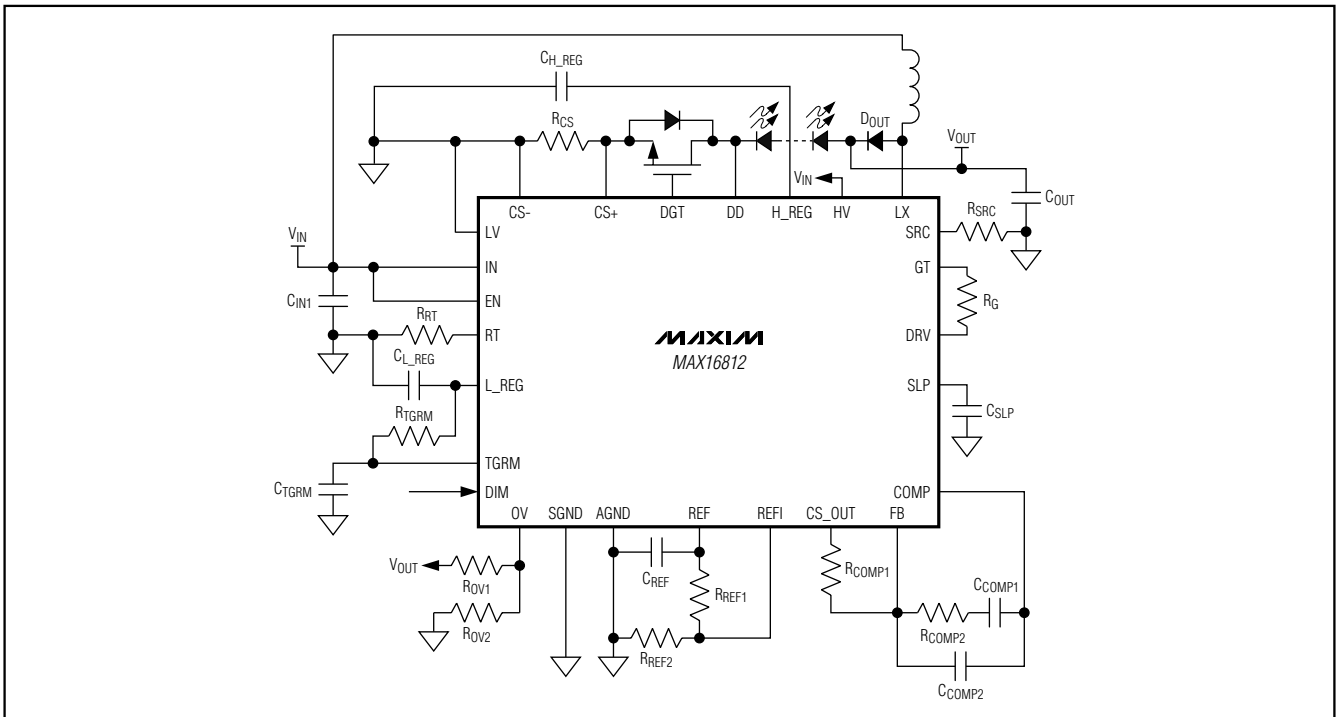 C_H_REG
R_CS
D_OUT
V_OUT
V_IN
C_OUT
R_SRC
CS-
CS+
DGT
DD
H_REG
HV
LX
SRC
LV
V_IN
IN
GT
C_IN1
EN
R_G
R_RT
RT
MAXIM
DRV
MAX16812
C_L_REG
L_REG
SLP
C_SLP
R_TGRM
TGRM
C_TGRM
DIM
COMP
OV
SGND
AGND
REF
REFI
CS_OUT
FB
V_OUT
R_OV1
C_REF
R_REF1
R_COMP1
C_COMP1
R_OV2
R_REF2
R_COMP2
C_COMP2